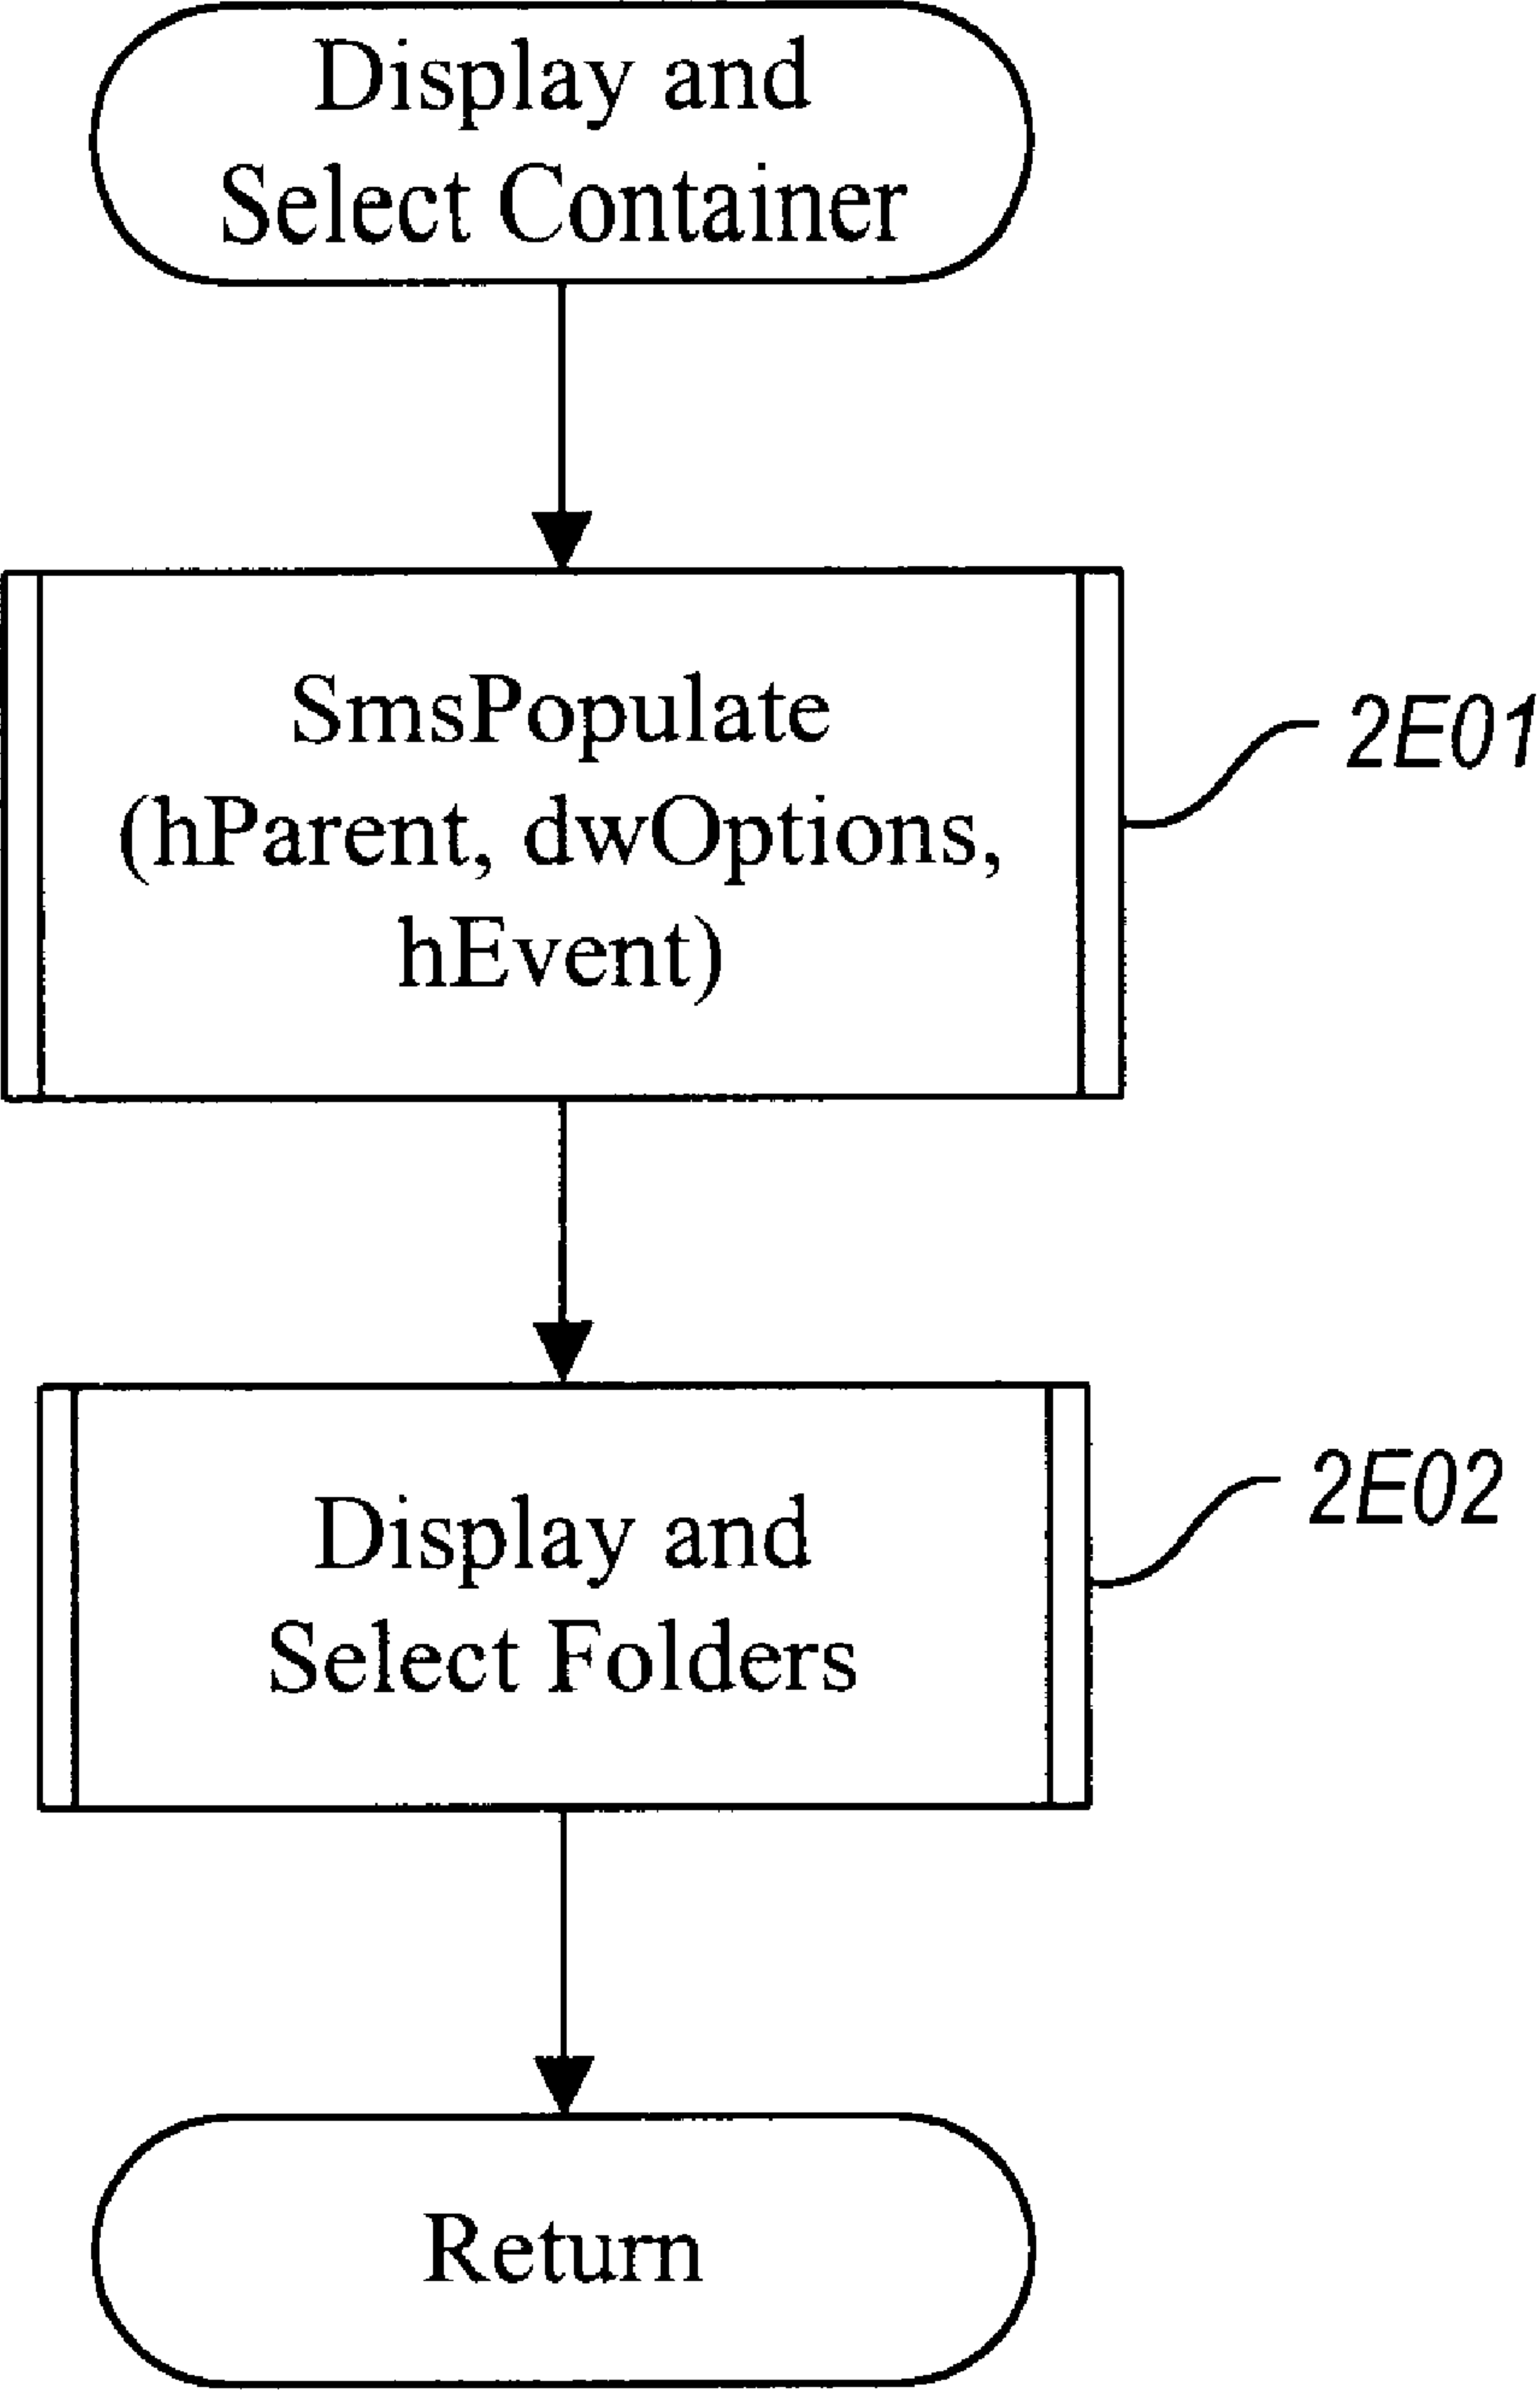 Display and
Select Container
SmsPopulate
(hParent, dwOptions,
hEvent)
2E01
Display and
Select Folders
2E02
Return